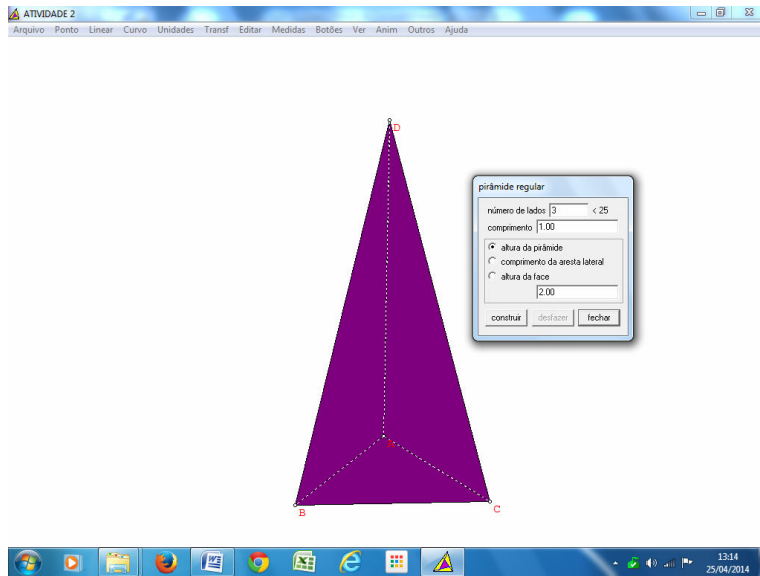 ATIVIDADE 2
Arquivo Ponto Linear Curvo Unidades Transf Editar Medidas Botões Ver Anim Outros Ajuda
D
pirâmide regular
número de lados 3 < 25
comprimento 1.00
altura da pirâmide
comprimento da aresta lateral
altura da face
2.00
construir desfazer fechar
A
B
C
13:14
25/04/2014